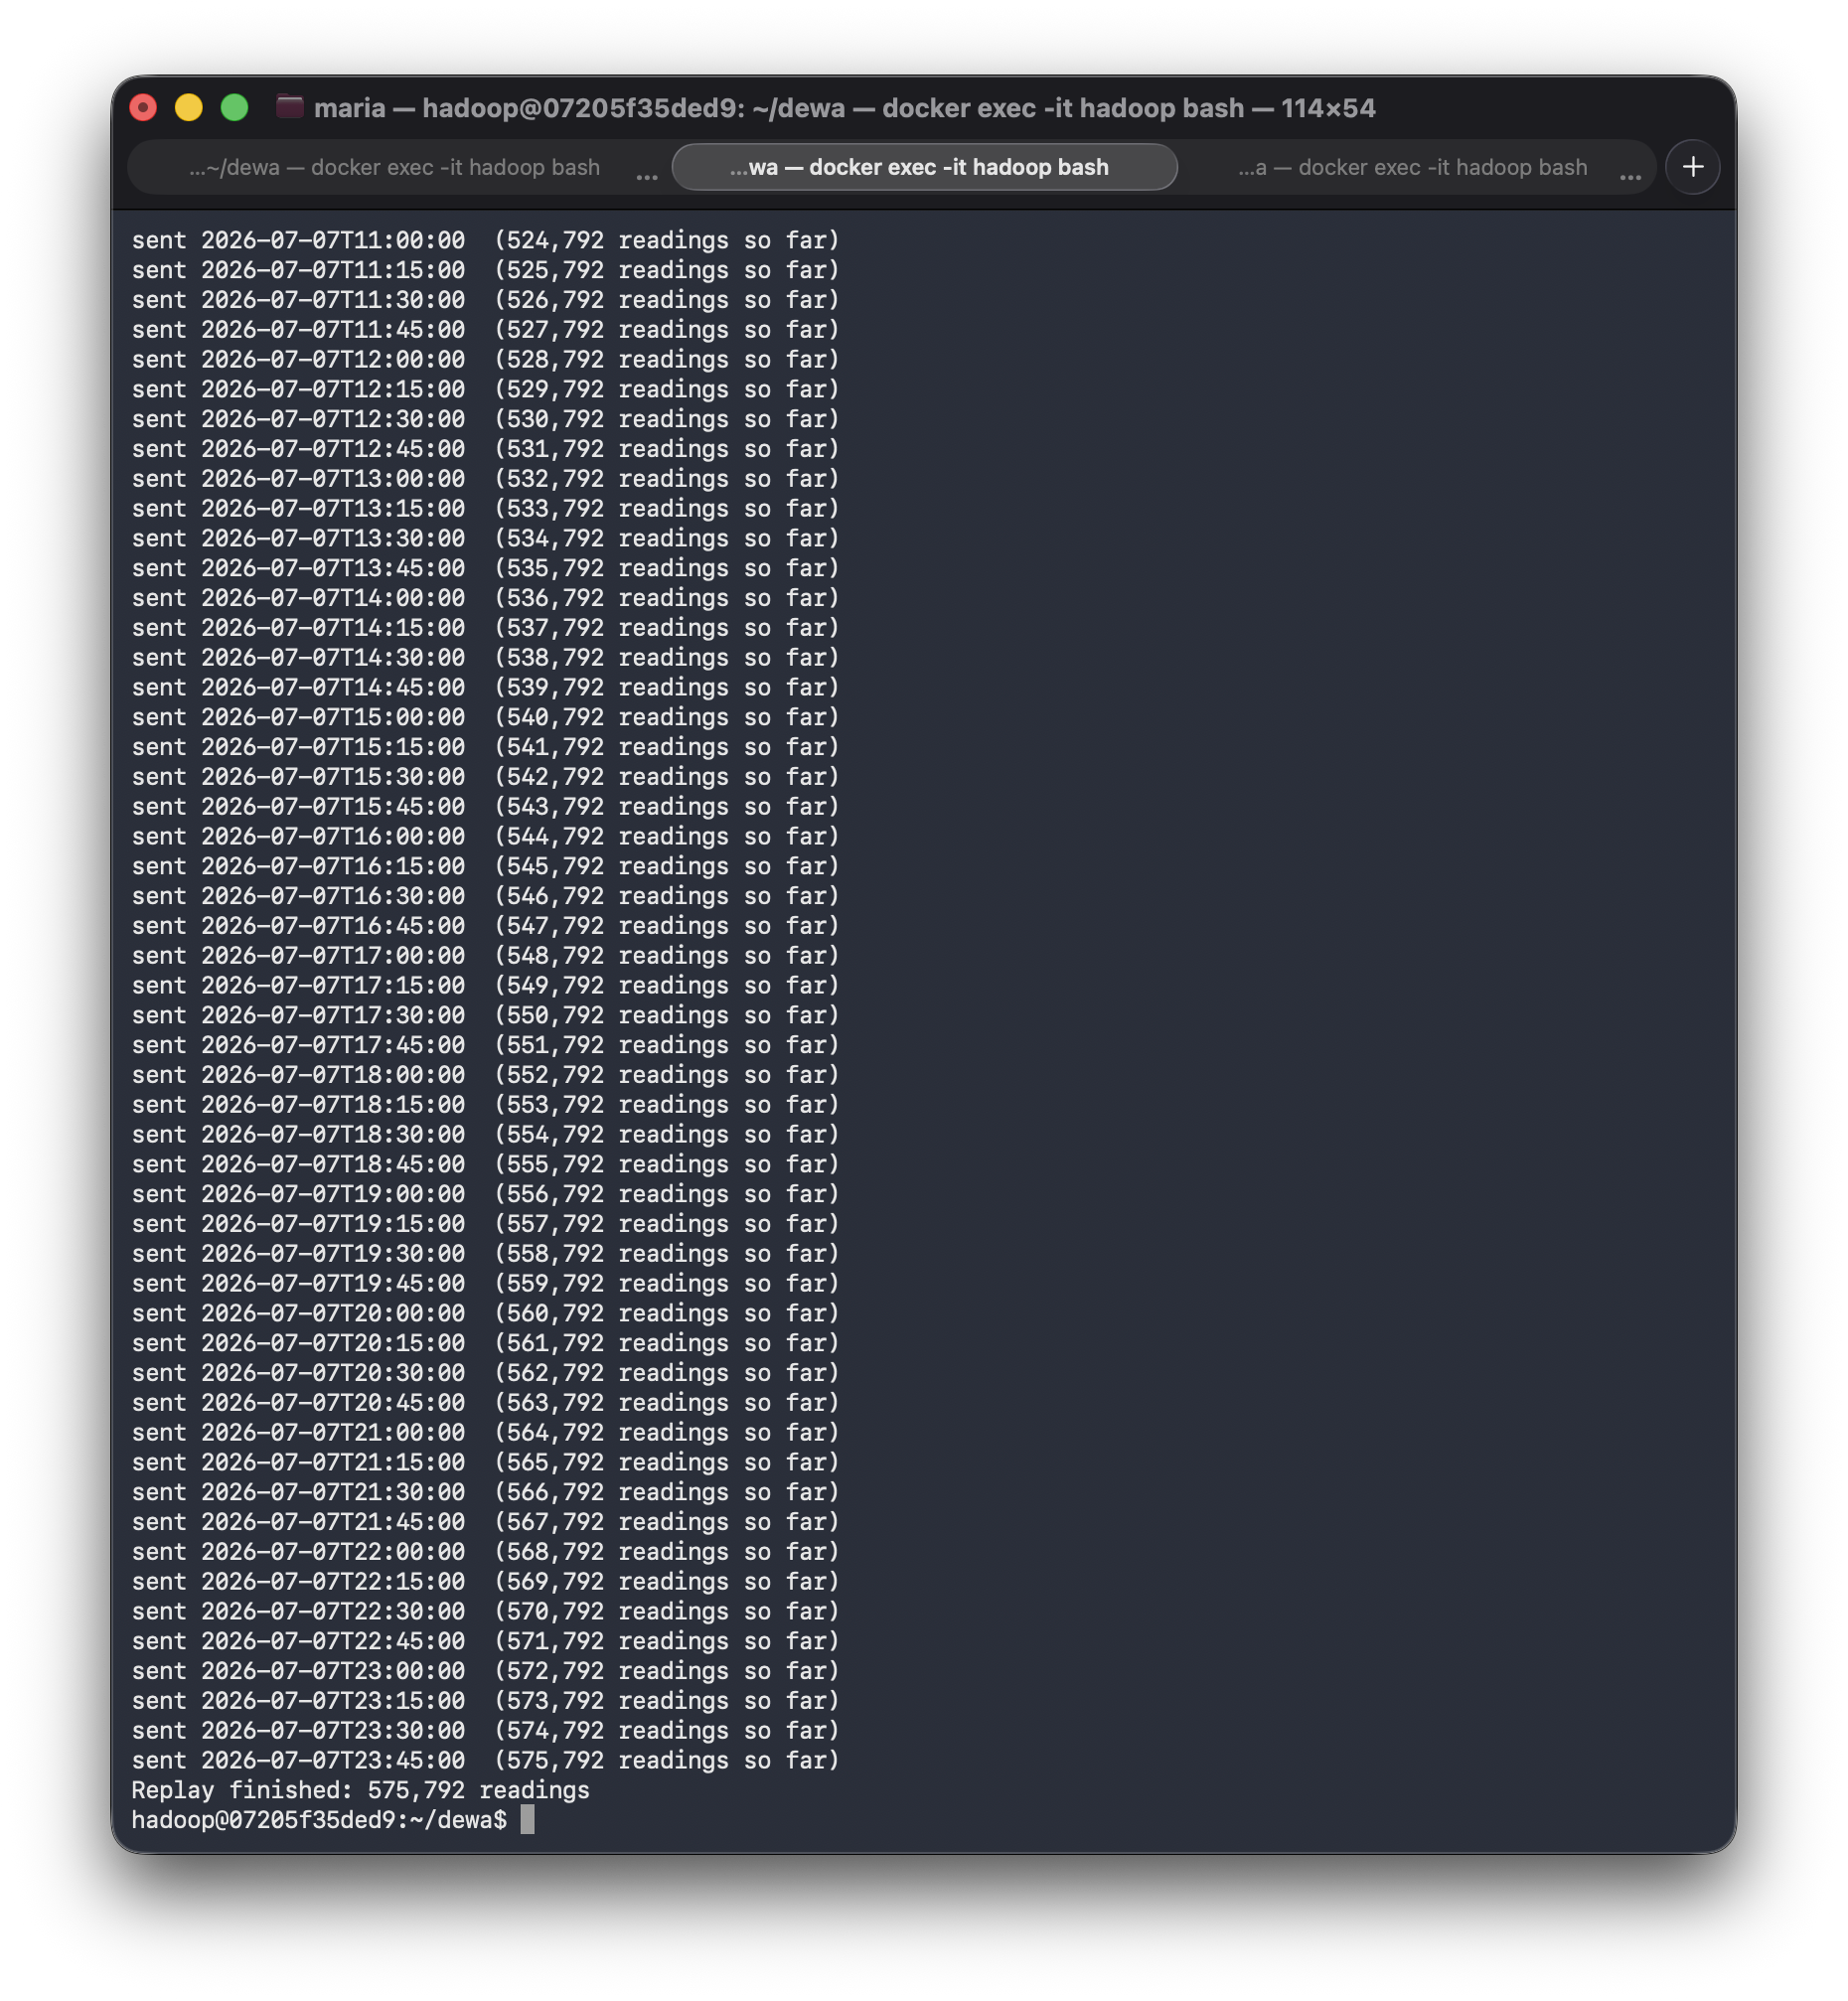 maria — hadoop@07205f35ded9: ~/dewa — docker exec -it hadoop bash — 114×54
...~/dewa — docker exec -it hadoop bash ... ...wa — docker exec -it hadoop bash ...a — docker exec -it hadoop bash ... +
sent 2026-07-07T11:00:00  (524,792 readings so far)
sent 2026-07-07T11:15:00  (525,792 readings so far)
sent 2026-07-07T11:30:00  (526,792 readings so far)
sent 2026-07-07T11:45:00  (527,792 readings so far)
sent 2026-07-07T12:00:00  (528,792 readings so far)
sent 2026-07-07T12:15:00  (529,792 readings so far)
sent 2026-07-07T12:30:00  (530,792 readings so far)
sent 2026-07-07T12:45:00  (531,792 readings so far)
sent 2026-07-07T13:00:00  (532,792 readings so far)
sent 2026-07-07T13:15:00  (533,792 readings so far)
sent 2026-07-07T13:30:00  (534,792 readings so far)
sent 2026-07-07T13:45:00  (535,792 readings so far)
sent 2026-07-07T14:00:00  (536,792 readings so far)
sent 2026-07-07T14:15:00  (537,792 readings so far)
sent 2026-07-07T14:30:00  (538,792 readings so far)
sent 2026-07-07T14:45:00  (539,792 readings so far)
sent 2026-07-07T15:00:00  (540,792 readings so far)
sent 2026-07-07T15:15:00  (541,792 readings so far)
sent 2026-07-07T15:30:00  (542,792 readings so far)
sent 2026-07-07T15:45:00  (543,792 readings so far)
sent 2026-07-07T16:00:00  (544,792 readings so far)
sent 2026-07-07T16:15:00  (545,792 readings so far)
sent 2026-07-07T16:30:00  (546,792 readings so far)
sent 2026-07-07T16:45:00  (547,792 readings so far)
sent 2026-07-07T17:00:00  (548,792 readings so far)
sent 2026-07-07T17:15:00  (549,792 readings so far)
sent 2026-07-07T17:30:00  (550,792 readings so far)
sent 2026-07-07T17:45:00  (551,792 readings so far)
sent 2026-07-07T18:00:00  (552,792 readings so far)
sent 2026-07-07T18:15:00  (553,792 readings so far)
sent 2026-07-07T18:30:00  (554,792 readings so far)
sent 2026-07-07T18:45:00  (555,792 readings so far)
sent 2026-07-07T19:00:00  (556,792 readings so far)
sent 2026-07-07T19:15:00  (557,792 readings so far)
sent 2026-07-07T19:30:00  (558,792 readings so far)
sent 2026-07-07T19:45:00  (559,792 readings so far)
sent 2026-07-07T20:00:00  (560,792 readings so far)
sent 2026-07-07T20:15:00  (561,792 readings so far)
sent 2026-07-07T20:30:00  (562,792 readings so far)
sent 2026-07-07T20:45:00  (563,792 readings so far)
sent 2026-07-07T21:00:00  (564,792 readings so far)
sent 2026-07-07T21:15:00  (565,792 readings so far)
sent 2026-07-07T21:30:00  (566,792 readings so far)
sent 2026-07-07T21:45:00  (567,792 readings so far)
sent 2026-07-07T22:00:00  (568,792 readings so far)
sent 2026-07-07T22:15:00  (569,792 readings so far)
sent 2026-07-07T22:30:00  (570,792 readings so far)
sent 2026-07-07T22:45:00  (571,792 readings so far)
sent 2026-07-07T23:00:00  (572,792 readings so far)
sent 2026-07-07T23:15:00  (573,792 readings so far)
sent 2026-07-07T23:30:00  (574,792 readings so far)
sent 2026-07-07T23:45:00  (575,792 readings so far)
Replay finished: 575,792 readings
hadoop@07205f35ded9:~/dewa$